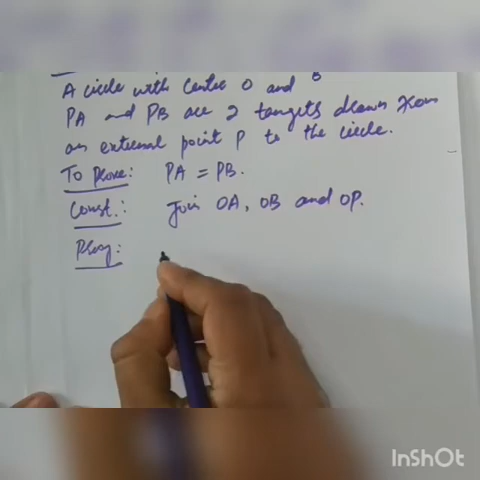 A circle with centre O and B
PA and PB are 2 tangets drawn from
an external point P to the circle.
To Prove: PA = PB.
Const.: Join OA, OB and OP.
Proof:
InShOt